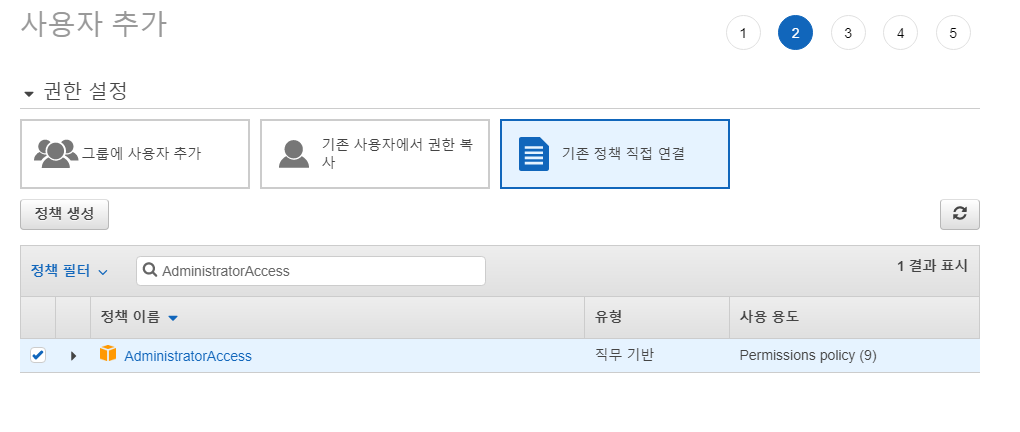 사용자 추가
1 2 3 4 5
권한 설정
그룹에 사용자 추가
기존 사용자에서 권한 복
사
기존 정책 직접 연결
정책 생성
정책 필터
AdministratorAccess
1 결과 표시
정책 이름 유형 사용 용도
AdministratorAccess 직무 기반 Permissions policy (9)